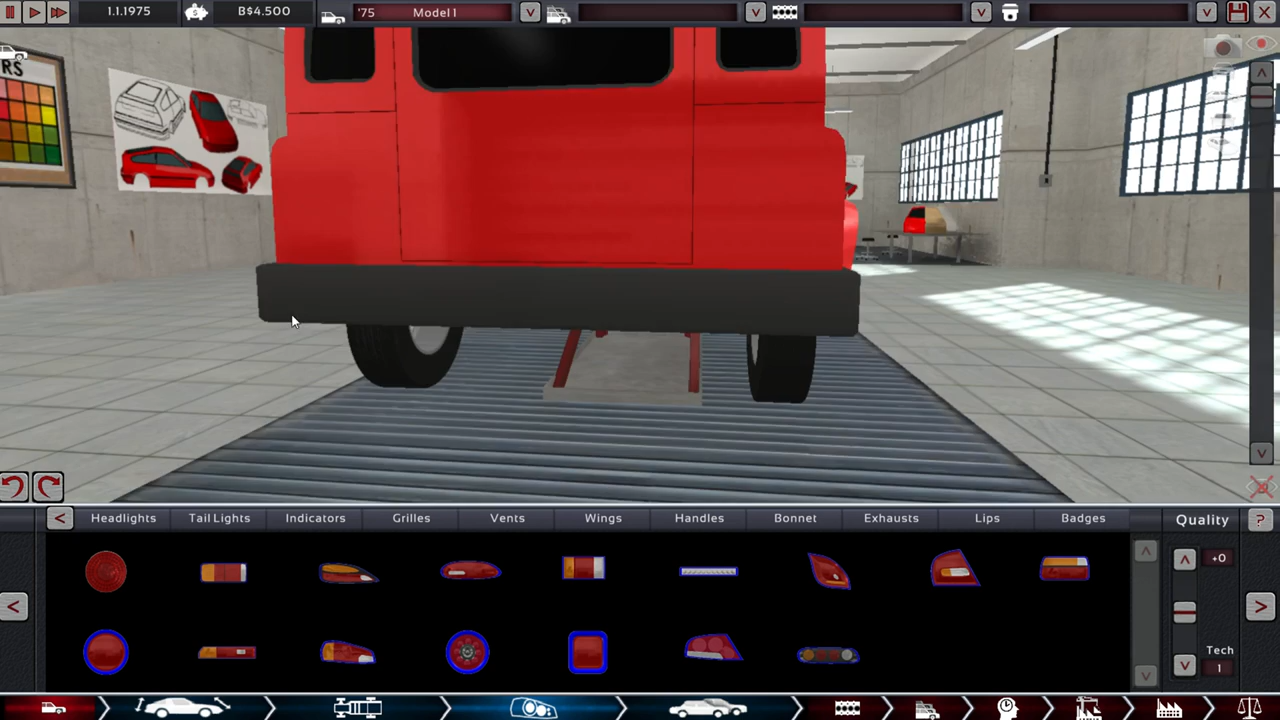 1.1.1975 B$4.500 '75 Model 1
RS
Headlights Tail Lights Indicators Grilles Vents Wings Handles Bonnet Exhausts Lips Badges Quality ?
+0
Tech
1